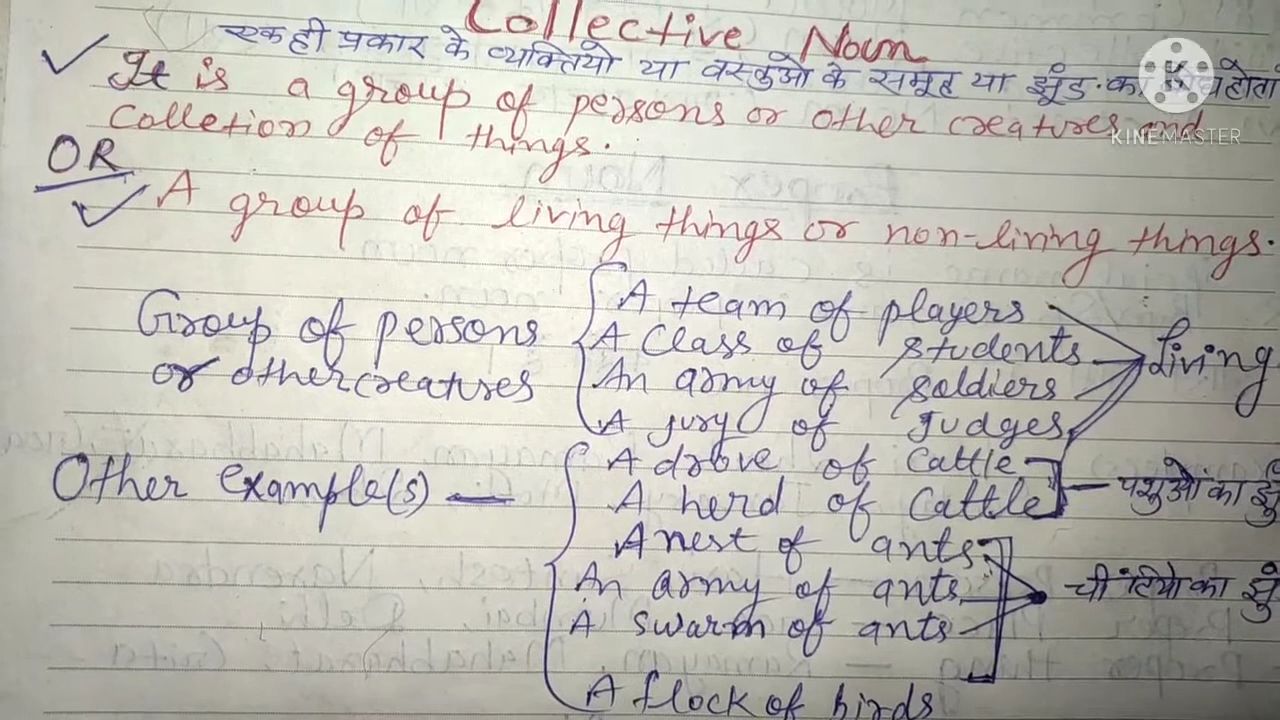 Collective Noun
एक ही प्रकार के व्यक्तियो या वस्तुओ के समूह या झूंड का होता
It is a group of persons or other creatures and
Colletion of things.
OR
A group of living things or non-living things.
Group of persons
or other creatures
A team of players
A Class of students
An army of soldiers
A jury of Judges
Living
Other example(s) —
A drove of Cattle
A herd of Cattle
पशुओ का
A nest of ants
An army of ants
A swarm of ants
चीटियो का
A flock of birds
KINEMASTER